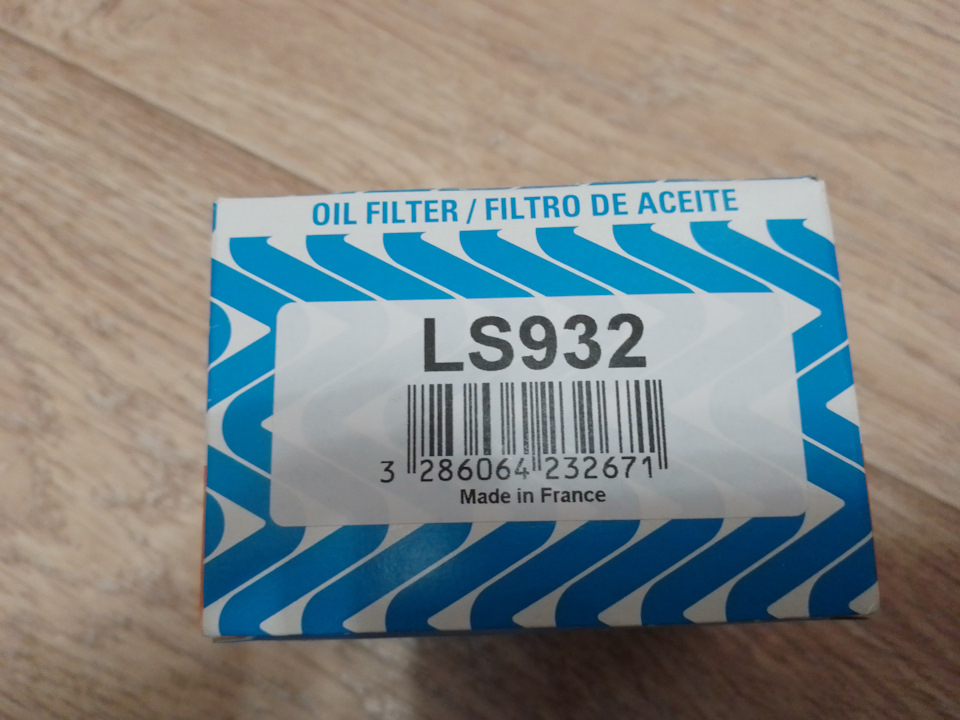 OIL FILTER / FILTRO DE ACEITE
LS932
3 286064 232671
Made in France